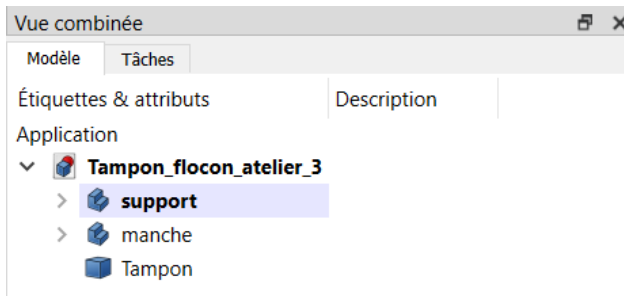 Vue combinée
Modèle Tâches
Étiquettes & attributs Description
Application
Tampon_flocon_atelier_3
support
manche
Tampon